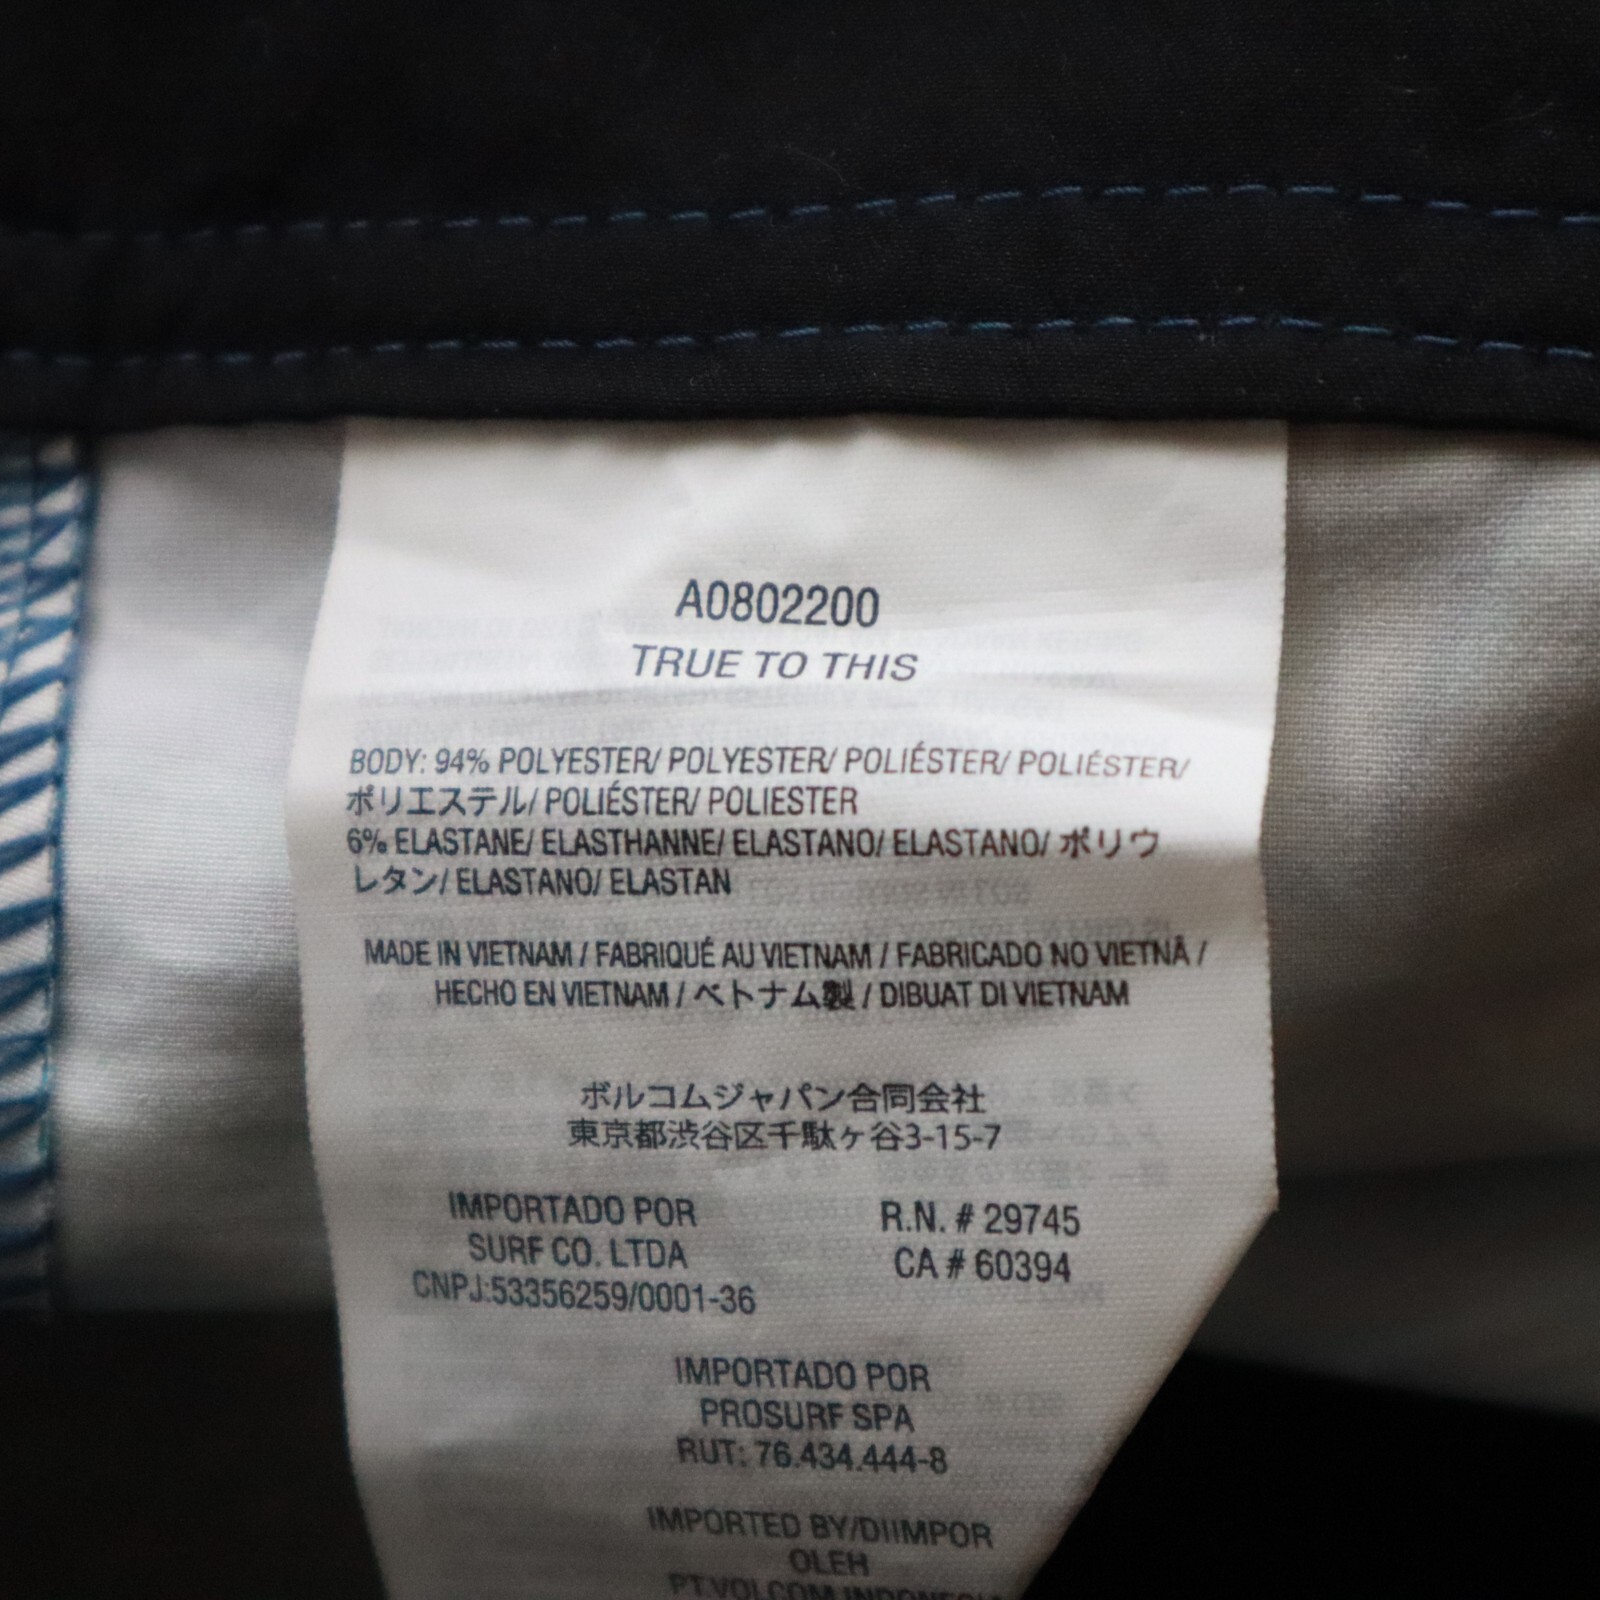 A0802200
TRUE TO THIS
BODY: 94% POLYESTER/ POLYESTER/ POLIÉSTER/ POLIÉSTER/
ポリエステル/ POLIÉSTER/ POLIESTER
6% ELASTANE/ ELASTHANNE/ ELASTANO/ ELASTANO/ ポリウ
レタン/ ELASTANO/ ELASTAN
MADE IN VIETNAM / FABRIQUÉ AU VIETNAM / FABRICADO NO VIETNÃ /
HECHO EN VIETNAM / ベトナム製 / DIBUAT DI VIETNAM
ボルコムジャパン合同会社
東京都渋谷区千駄ヶ谷3-15-7
IMPORTADO POR
SURF CO. LTDA
CNPJ:53356259/0001-36
R.N. # 29745
CA # 60394
IMPORTADO POR
PROSURF SPA
RUT: 76.434.444-8
IMPORTED BY/DIIMPOR
OLEH
PT.VOLCOM INDONESIA